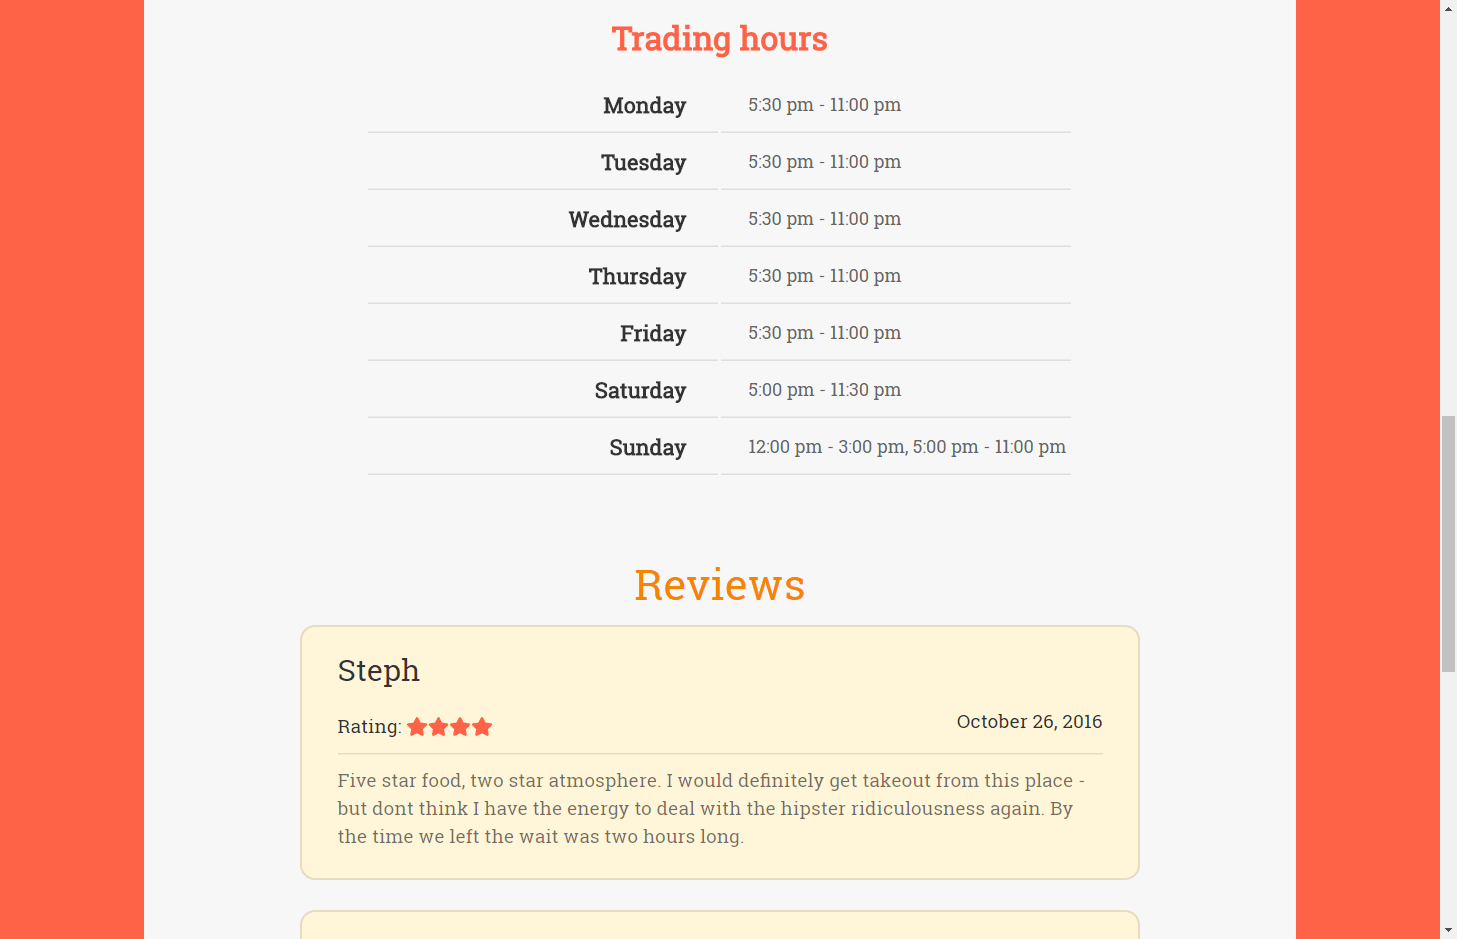 Trading hours
Monday 5:30 pm - 11:00 pm
Tuesday 5:30 pm - 11:00 pm
Wednesday 5:30 pm - 11:00 pm
Thursday 5:30 pm - 11:00 pm
Friday 5:30 pm - 11:00 pm
Saturday 5:00 pm - 11:30 pm
Sunday 12:00 pm - 3:00 pm, 5:00 pm - 11:00 pm
Reviews
Steph
Rating: October 26, 2016
Five star food, two star atmosphere. I would definitely get takeout from this place -
but dont think I have the energy to deal with the hipster ridiculousness again. By
the time we left the wait was two hours long.